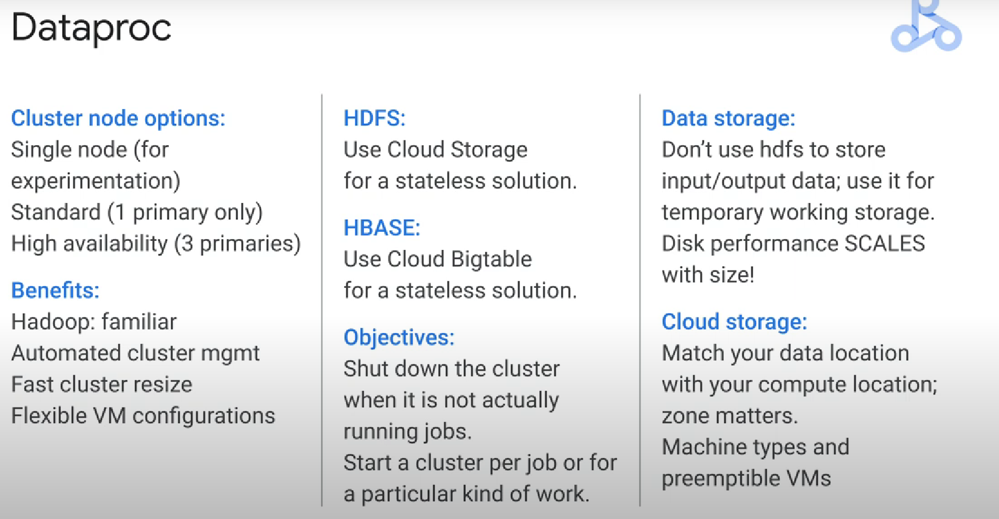 Dataproc
Cluster node options:
Single node (for
experimentation)
Standard (1 primary only)
High availability (3 primaries)
Benefits:
Hadoop: familiar
Automated cluster mgmt
Fast cluster resize
Flexible VM configurations
HDFS:
Use Cloud Storage
for a stateless solution.
HBASE:
Use Cloud Bigtable
for a stateless solution.
Objectives:
Shut down the cluster
when it is not actually
running jobs.
Start a cluster per job or for
a particular kind of work.
Data storage:
Don’t use hdfs to store
input/output data; use it for
temporary working storage.
Disk performance SCALES
with size!
Cloud storage:
Match your data location
with your compute location;
zone matters.
Machine types and
preemptible VMs